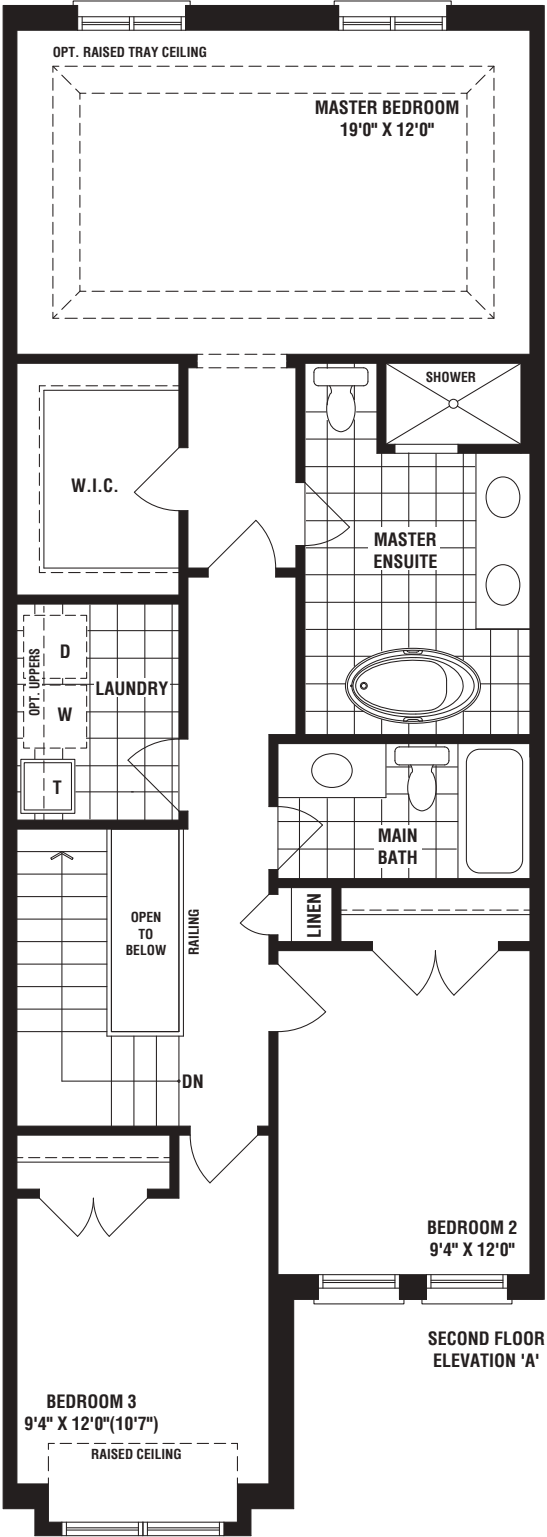 OPT. RAISED TRAY CEILING
MASTER BEDROOM
19'0" X 12'0"
SHOWER
W.I.C.
MASTER
ENSUITE
OPT. UPPERS
D
LAUNDRY
W
T
MAIN
BATH
OPEN
TO
BELOW
RAILING
LINEN
DN
BEDROOM 2
9'4" X 12'0"
SECOND FLOOR
ELEVATION 'A'
BEDROOM 3
9'4" X 12'0"(10'7")
RAISED CEILING